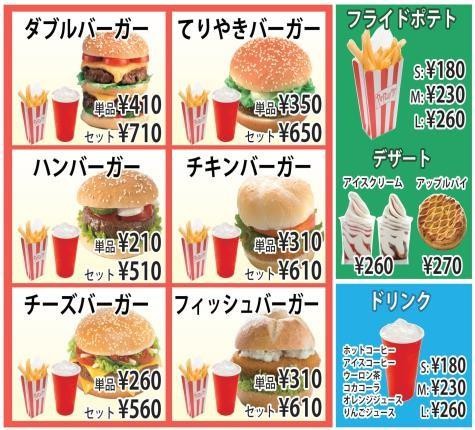 ダブルバーガー
単品 ¥410
セット ¥710
てりやきバーガー
単品 ¥350
セット ¥650
ハンバーガー
単品 ¥210
セット ¥510
チキンバーガー
単品 ¥310
セット ¥610
チーズバーガー
単品 ¥260
セット ¥560
フィッシュバーガー
単品 ¥310
セット ¥610
フライドポテト
S: ¥180
M: ¥230
L: ¥260
デザート
アイスクリーム
¥260
アップルパイ
¥270
ドリンク
ホットコーヒー
アイスコーヒー
ウーロン茶
コカコーラ
オレンジジュース
りんごジュース
S: ¥180
M: ¥230
L: ¥260